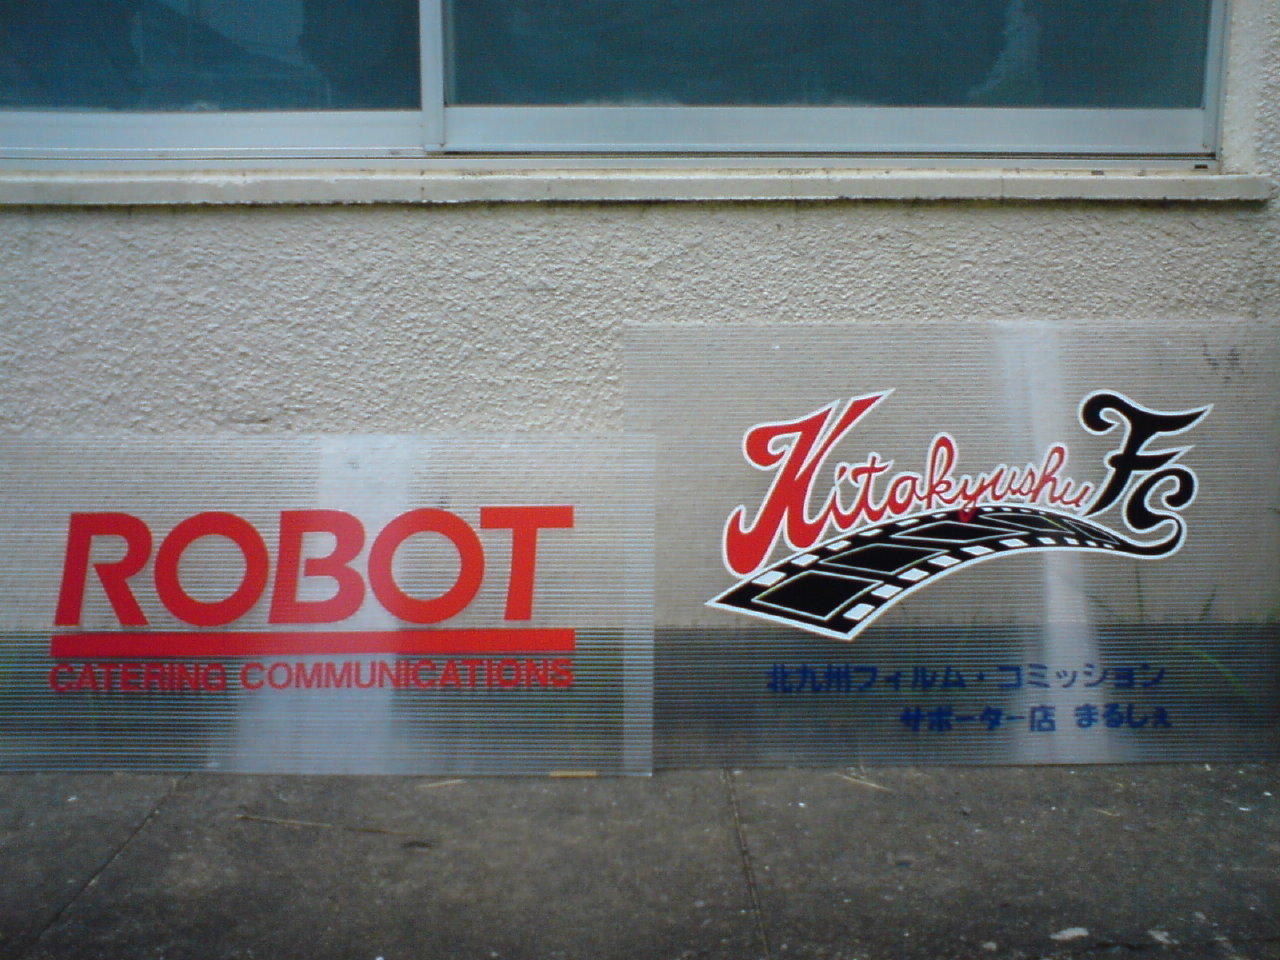 ROBOT
CATERING COMMUNICATIONS
Kitakyushu FC
北九州フィルム・コミッション
サポーター店 まるしぇ